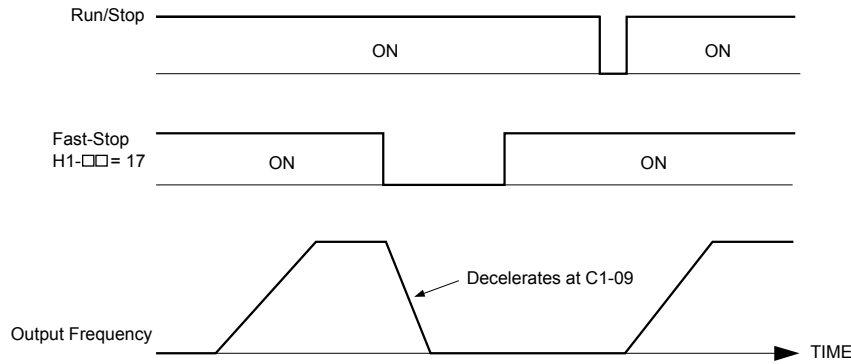 Run/Stop
ON
ON
Fast-Stop
H1-□□= 17
ON
ON
Decelerates at C1-09
Output Frequency
TIME